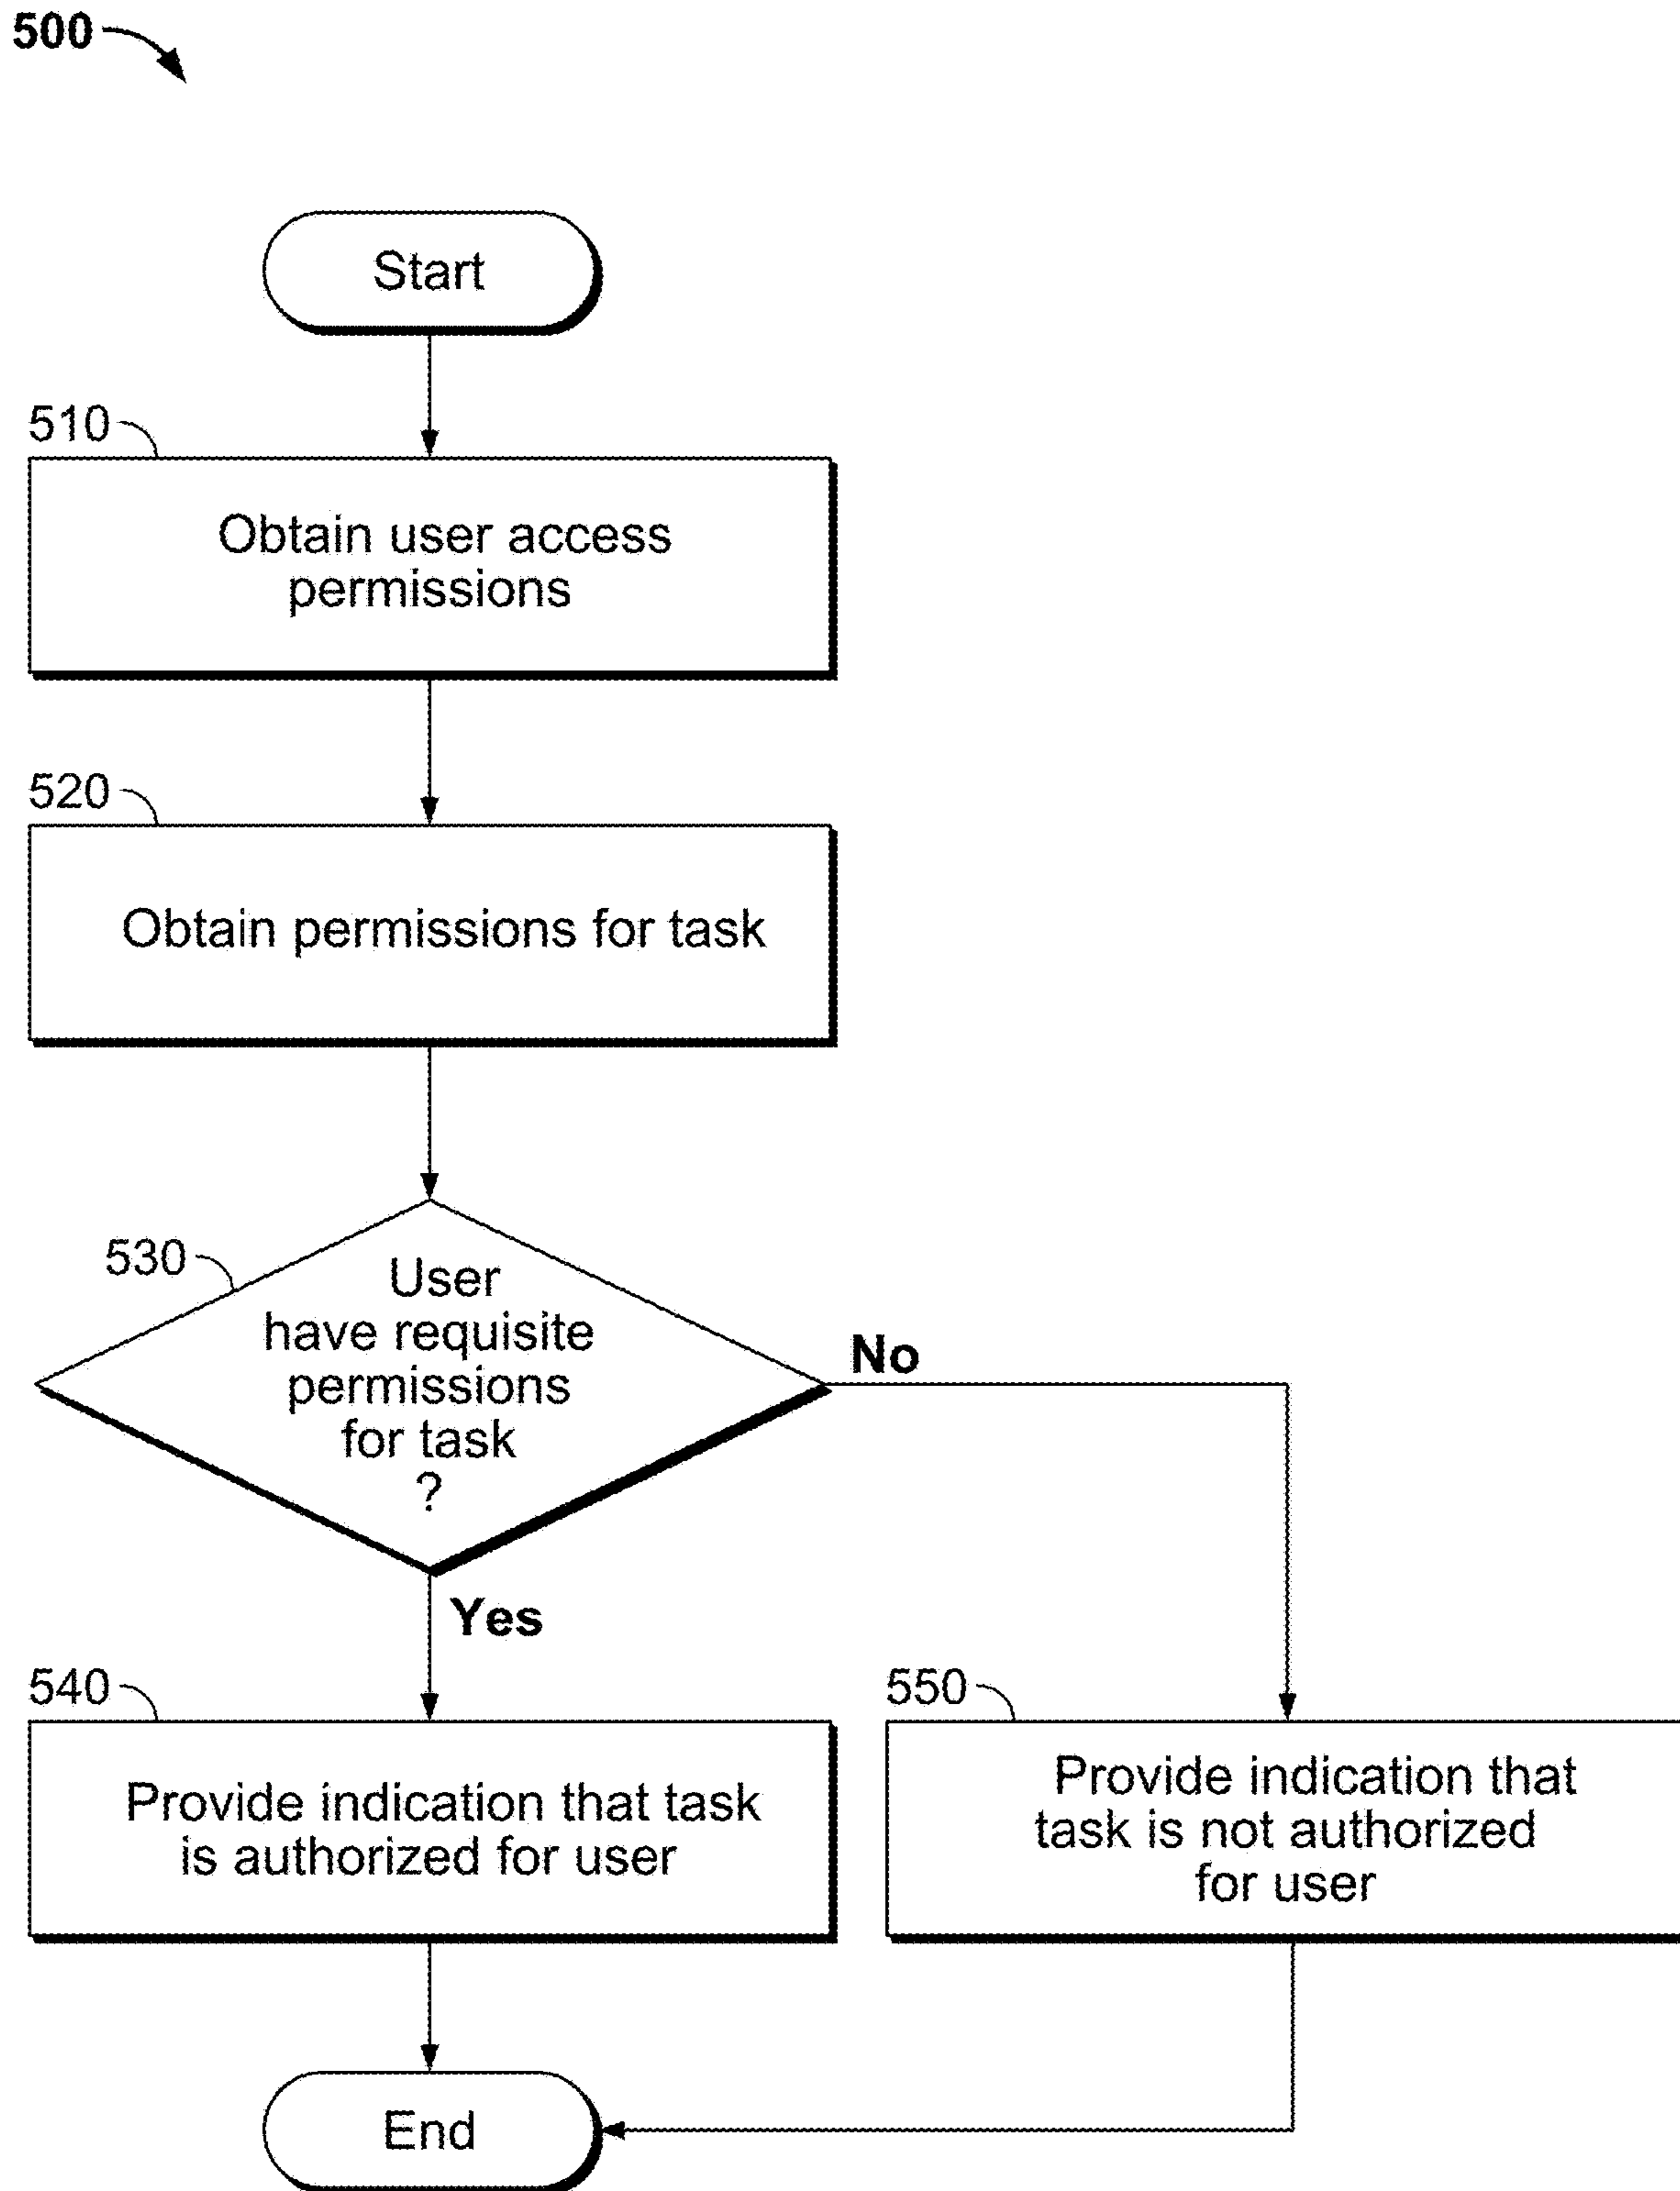 500
Start
510
Obtain user access
permissions
520
Obtain permissions for task
530
User
have requisite
permissions
for task
?
No
Yes
540
Provide indication that task
is authorized for user
550
Provide indication that
task is not authorized
for user
End